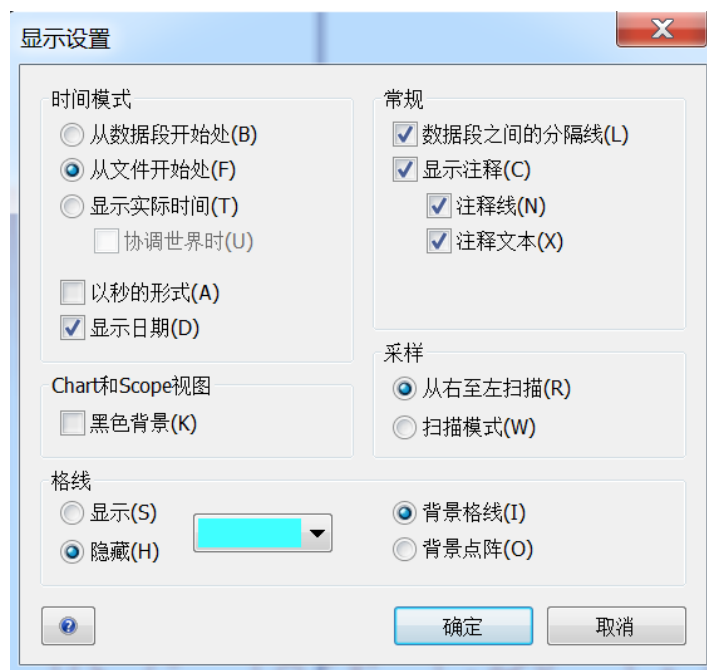 显示设置
时间模式
从数据段开始处(B)
从文件开始处(F)
显示实际时间(T)
协调世界时(U)
以秒的形式(A)
显示日期(D)
常规
数据段之间的分隔线(L)
显示注释(C)
注释线(N)
注释文本(X)
Chart和Scope视图
黑色背景(K)
采样
从右至左扫描(R)
扫描模式(W)
格线
显示(S)
隐藏(H)
背景格线(I)
背景点阵(O)
?
确定
取消